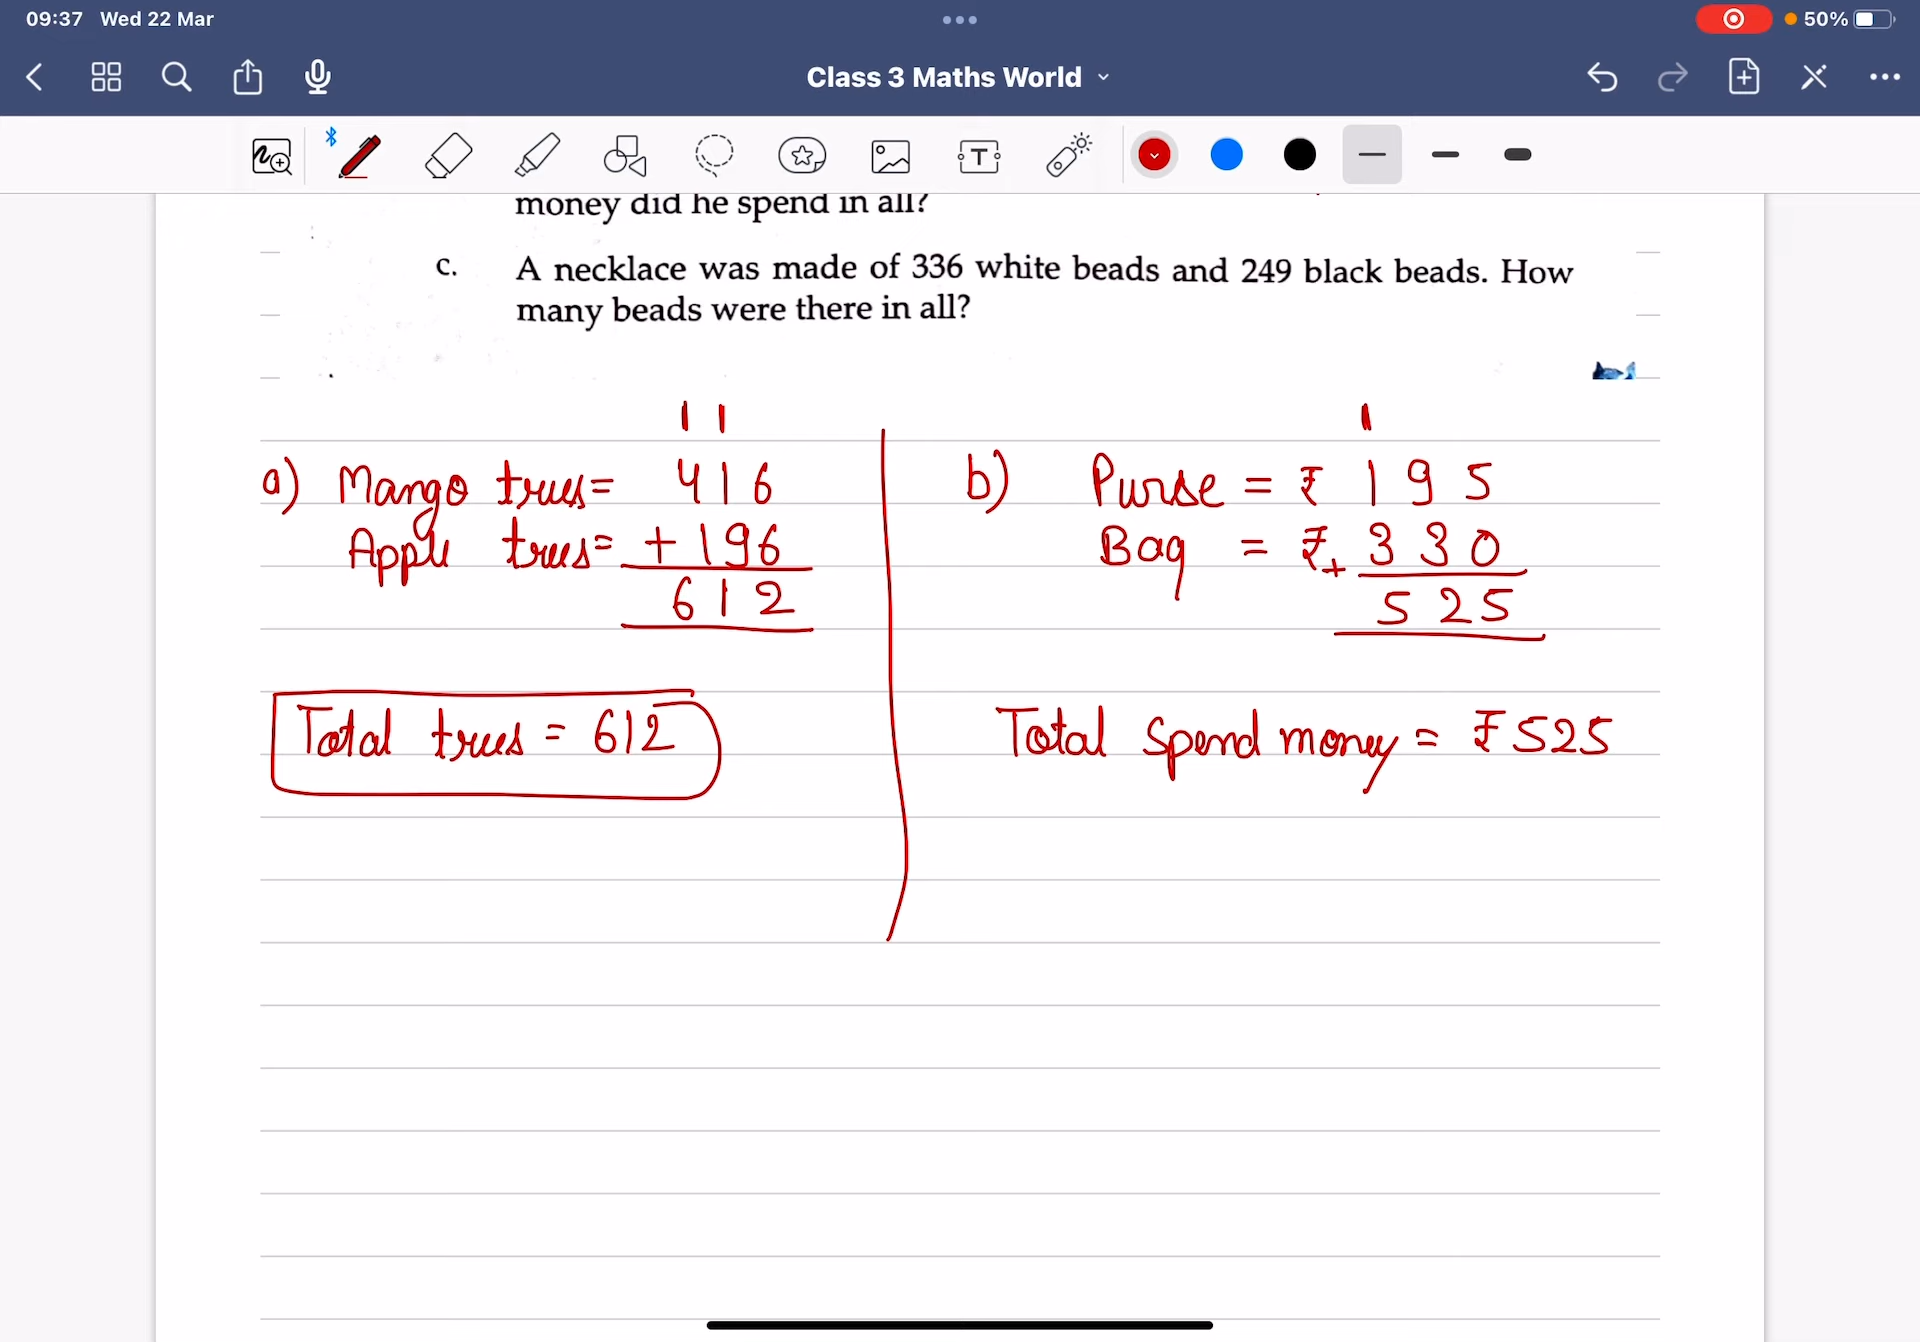 09:37 Wed 22 Mar
50%
Class 3 Maths World
T
money did he spend in all?
c. A necklace was made of 336 white beads and 249 black beads. How
many beads were there in all?
1 1
a) Mango trees= 416
Apple trees= + 196
612
Total trees = 612
1
b) Purse = ₹ 195
Bag = ₹ + 330
525
Total Spend money = ₹525